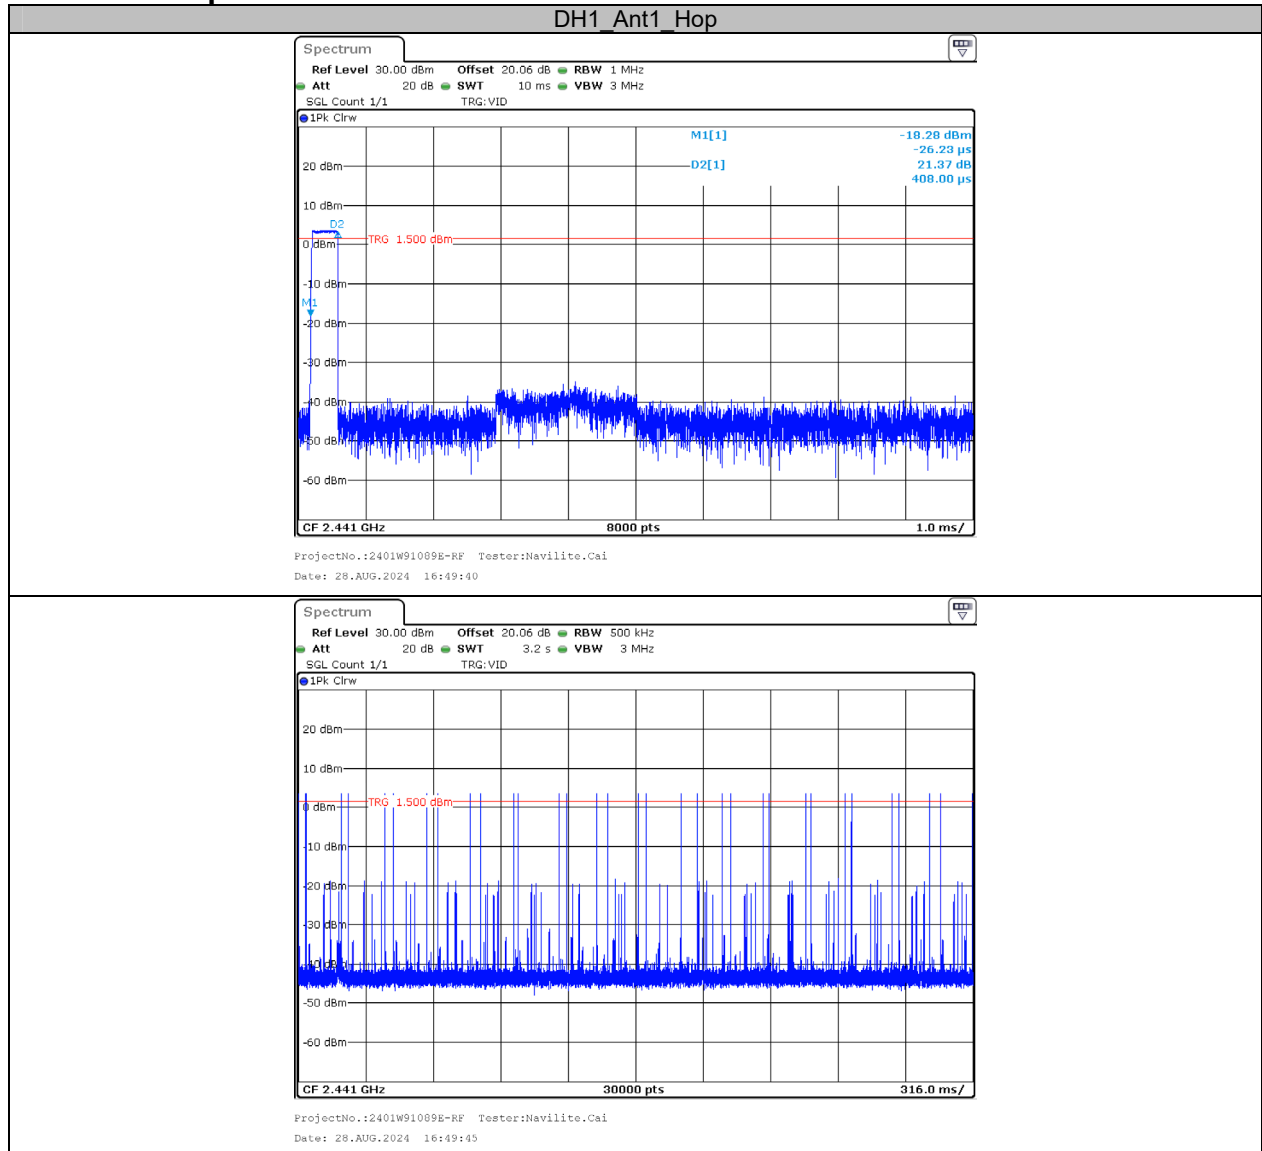 DH1_Ant1_Hop
Spectrum
Ref Level 30.00 dBm Offset 20.06 dB RBW 1 MHz
Att 20 dB SWT 10 ms VBW 3 MHz
SGL Count 1/1 TRG:VID
1Pk Clrw
M1[1] -18.28 dBm
-26.23 µs
20 dBm D2[1] 21.37 dB
408.00 µs
10 dBm
D2
TRG 1.500 dBm
0 dBm
-10 dBm
M1
-20 dBm
-30 dBm
-40 dBm
-50 dBm
-60 dBm
CF 2.441 GHz 8000 pts 1.0 ms/
ProjectNo.:2401W91089E-RF Tester:Navilite.Cai
Date: 28.AUG.2024 16:49:40
Spectrum
Ref Level 30.00 dBm Offset 20.06 dB RBW 500 kHz
Att 20 dB SWT 3.2 s VBW 3 MHz
SGL Count 1/1 TRG:VID
1Pk Clrw
20 dBm
10 dBm
TRG 1.500 dBm
0 dBm
-10 dBm
-20 dBm
-30 dBm
-40 dBm
-50 dBm
-60 dBm
CF 2.441 GHz 30000 pts 316.0 ms/
ProjectNo.:2401W91089E-RF Tester:Navilite.Cai
Date: 28.AUG.2024 16:49:45